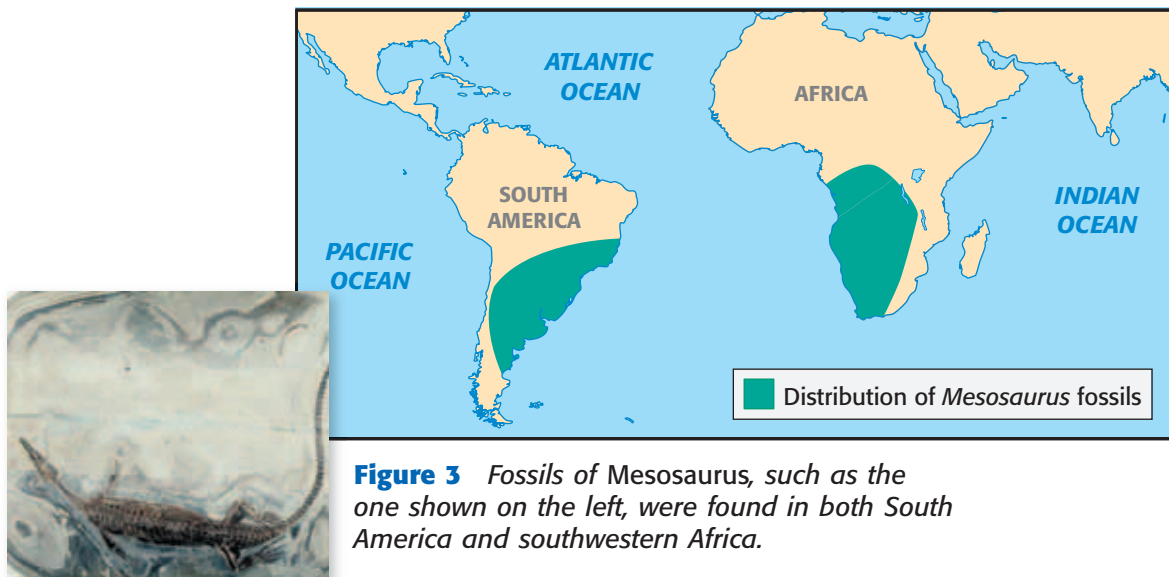 ATLANTIC
OCEAN
AFRICA
SOUTH
AMERICA
INDIAN
OCEAN
PACIFIC
OCEAN
Distribution of Mesosaurus fossils
Figure 3 Fossils of Mesosaurus, such as the
one shown on the left, were found in both South
America and southwestern Africa.